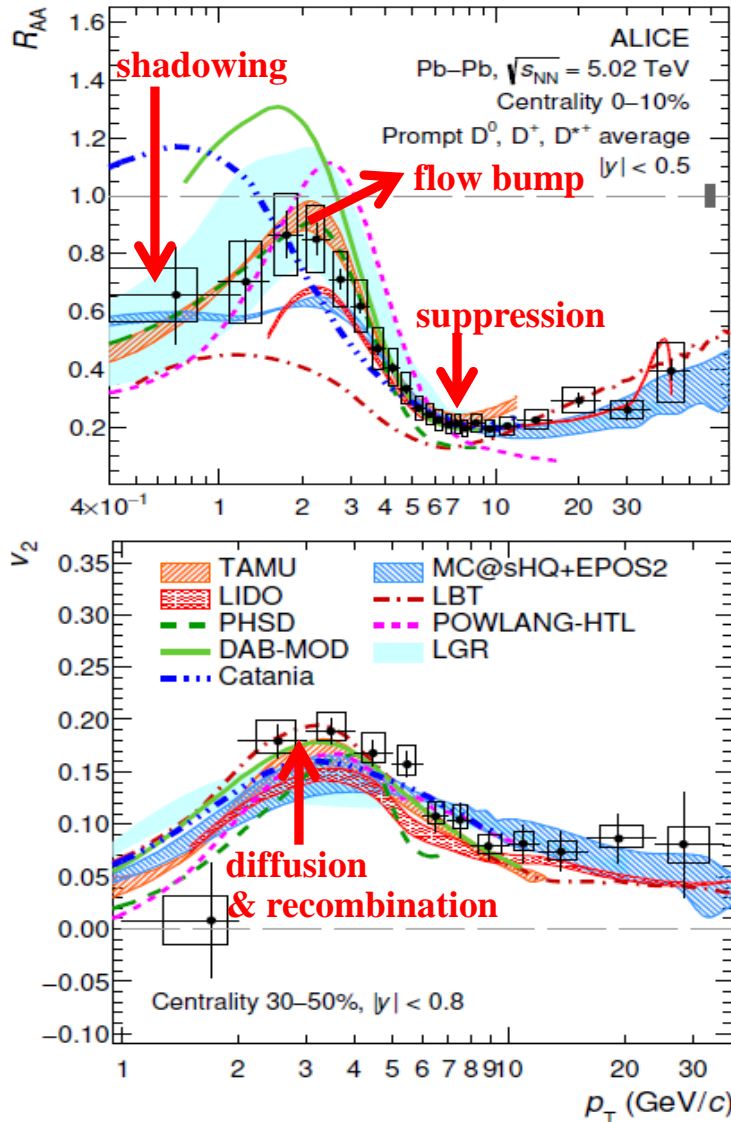 R_AA
1.6
1.4
1.2
1.0
0.8
0.6
0.4
0.2
ALICE
Pb–Pb, √s_NN = 5.02 TeV
Centrality 0–10%
Prompt D⁰, D⁺, D*⁺ average
|y| < 0.5
shadowing
flow bump
suppression
4×10⁻¹ 1 2 3 4 5 6 7 10 20 30
v₂
0.35
0.30
0.25
0.20
0.15
0.10
0.05
0.00
−0.05
−0.10
TAMU
LIDO
PHSD
DAB-MOD
Catania
MC@sHQ+EPOS2
LBT
POWLANG-HTL
LGR
diffusion
& recombination
Centrality 30–50%, |y| < 0.8
1 2 3 4 5 6 7 8 910 20 30
p_T (GeV/c)